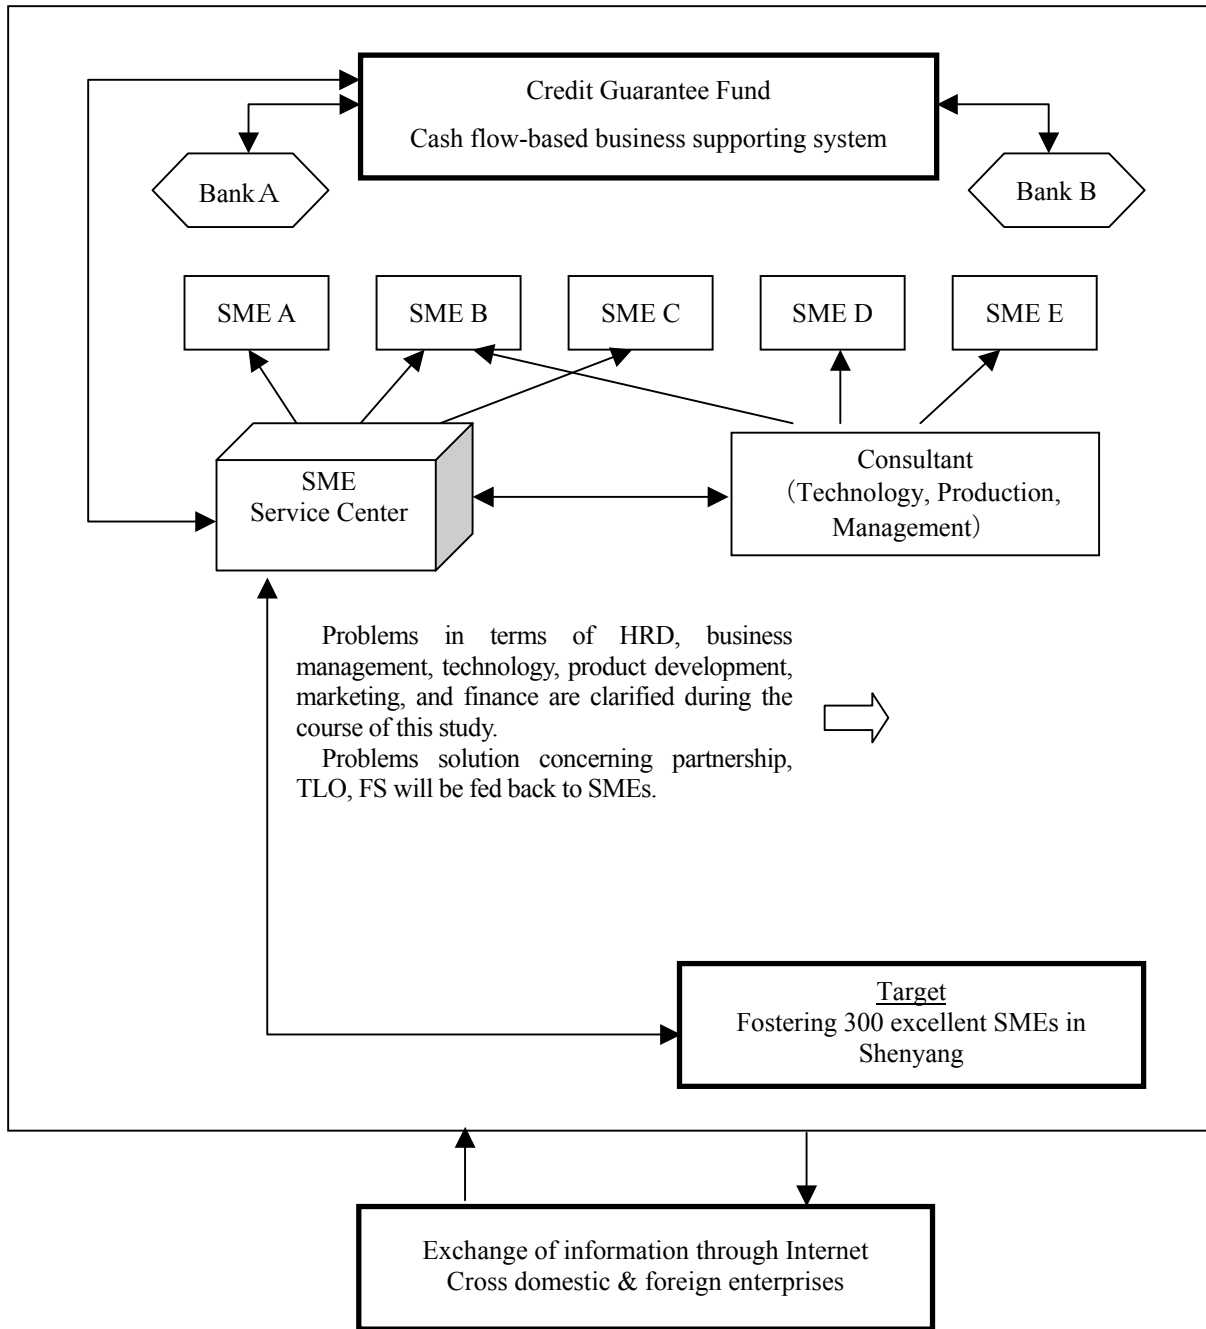 Credit Guarantee Fund
Cash flow-based business supporting system
Bank A
Bank B
SME A
SME B
SME C
SME D
SME E
SME
Service Center
Consultant
（Technology, Production,
Management）
Problems in terms of HRD, business
management, technology, product development,
marketing, and finance are clarified during the
course of this study.
Problems solution concerning partnership,
TLO, FS will be fed back to SMEs.
Target
Fostering 300 excellent SMEs in
Shenyang
Exchange of information through Internet
Cross domestic & foreign enterprises